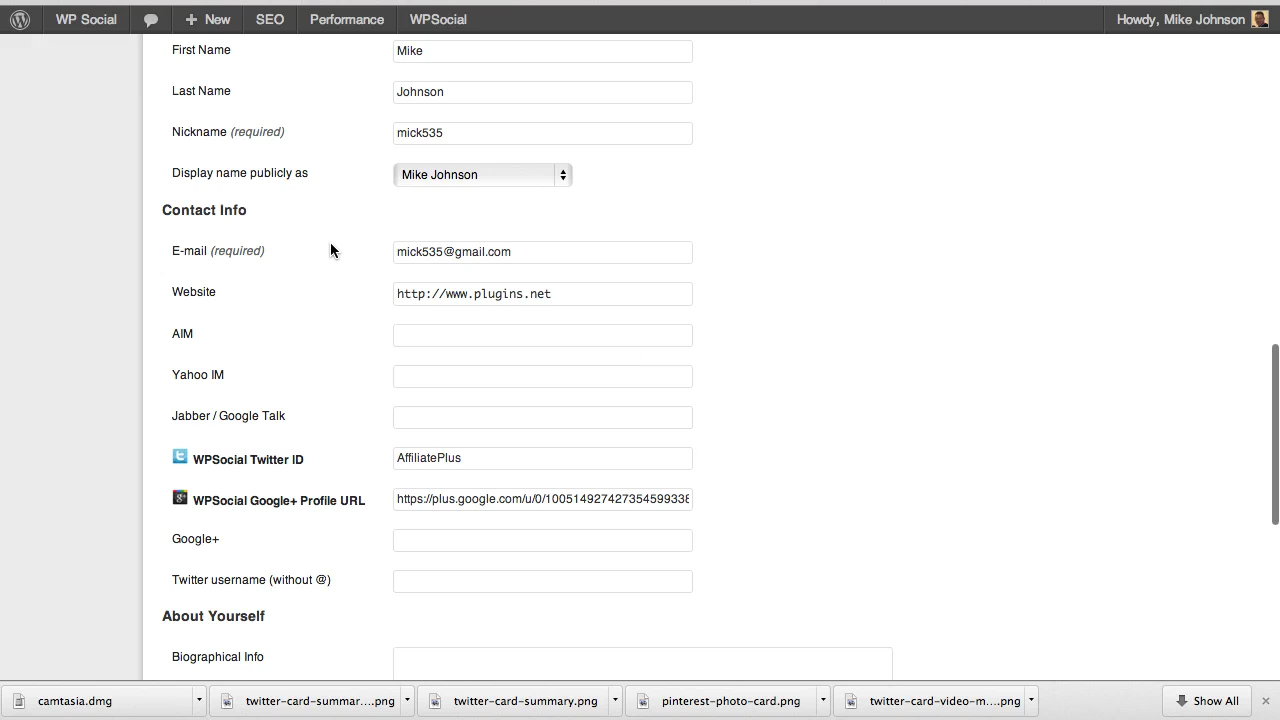 WP Social New SEO Performance WPSocial Howdy, Mike Johnson
First Name Mike
Last Name Johnson
Nickname (required) mick535
Display name publicly as Mike Johnson
Contact Info
E-mail (required) mick535@gmail.com
Website http://www.plugins.net
AIM
Yahoo IM
Jabber / Google Talk
WPSocial Twitter ID AffiliatePlus
WPSocial Google+ Profile URL https://plus.google.com/u/0/100514927427354599338
Google+
Twitter username (without @)
About Yourself
Biographical Info
camtasia.dmg twitter-card-summar....png twitter-card-summary.png pinterest-photo-card.png twitter-card-video-m....png Show All